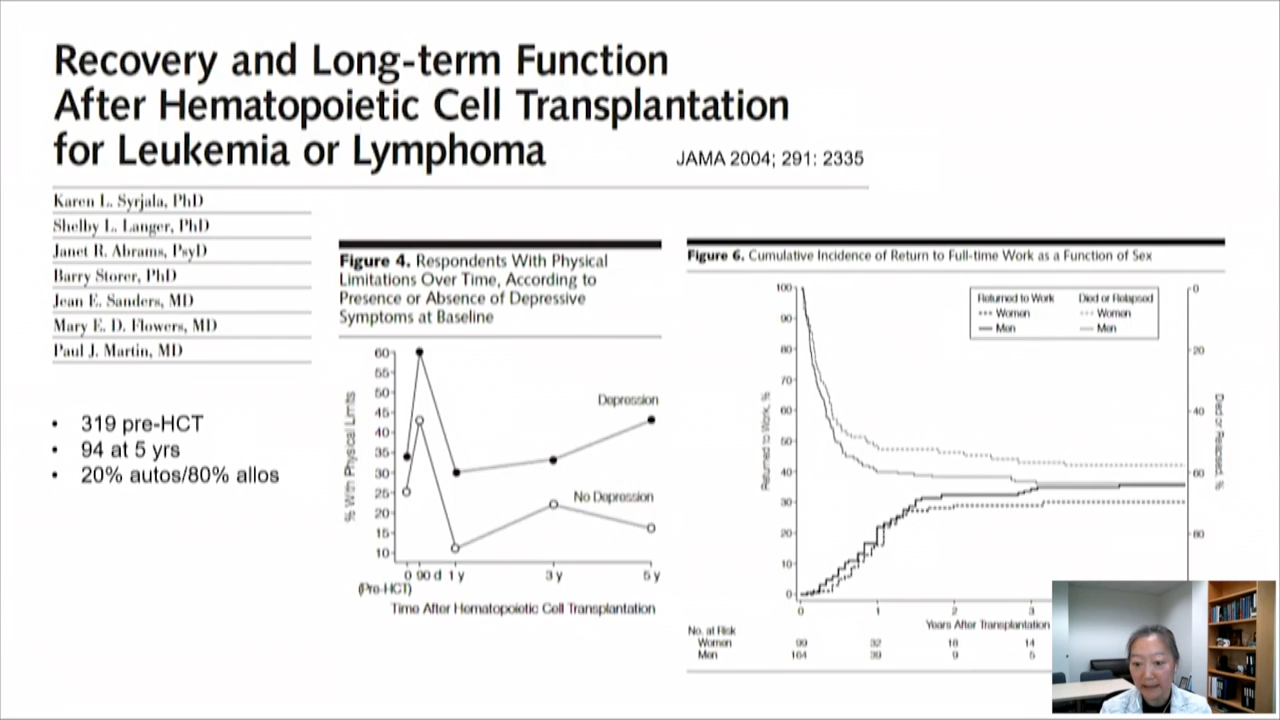 Recovery and Long-term Function
After Hematopoietic Cell Transplantation
for Leukemia or Lymphoma
JAMA 2004; 291: 2335
Karen L. Syrjala, PhD
Shelby L. Langer, PhD
Janet R. Abrams, PsyD
Barry Storer, PhD
Jean E. Sanders, MD
Mary E. D. Flowers, MD
Paul J. Martin, MD
• 319 pre-HCT
• 94 at 5 yrs
• 20% autos/80% allos
Figure 4. Respondents With Physical
Limitations Over Time, According to
Presence or Absence of Depressive
Symptoms at Baseline
% With Physical Limits
60
55
50
45
40
35
30
25
20
15
10
Depression
No Depression
0 90 d 1 y 3 y 5 y
(Pre-HCT)
Time After Hematopoietic Cell Transplantation
Figure 6. Cumulative Incidence of Return to Full-time Work as a Function of Sex
Returned to Work Died or Relapsed
Women Women
Men Men
Returned to Work, %
100
90
80
70
60
50
40
30
20
10
0
0
20
40
60
80
Died or Relapsed, %
0 1 2 3
Years After Transplantation
No. at Risk
Women 99 32 18 14
Men 164 39 9 5